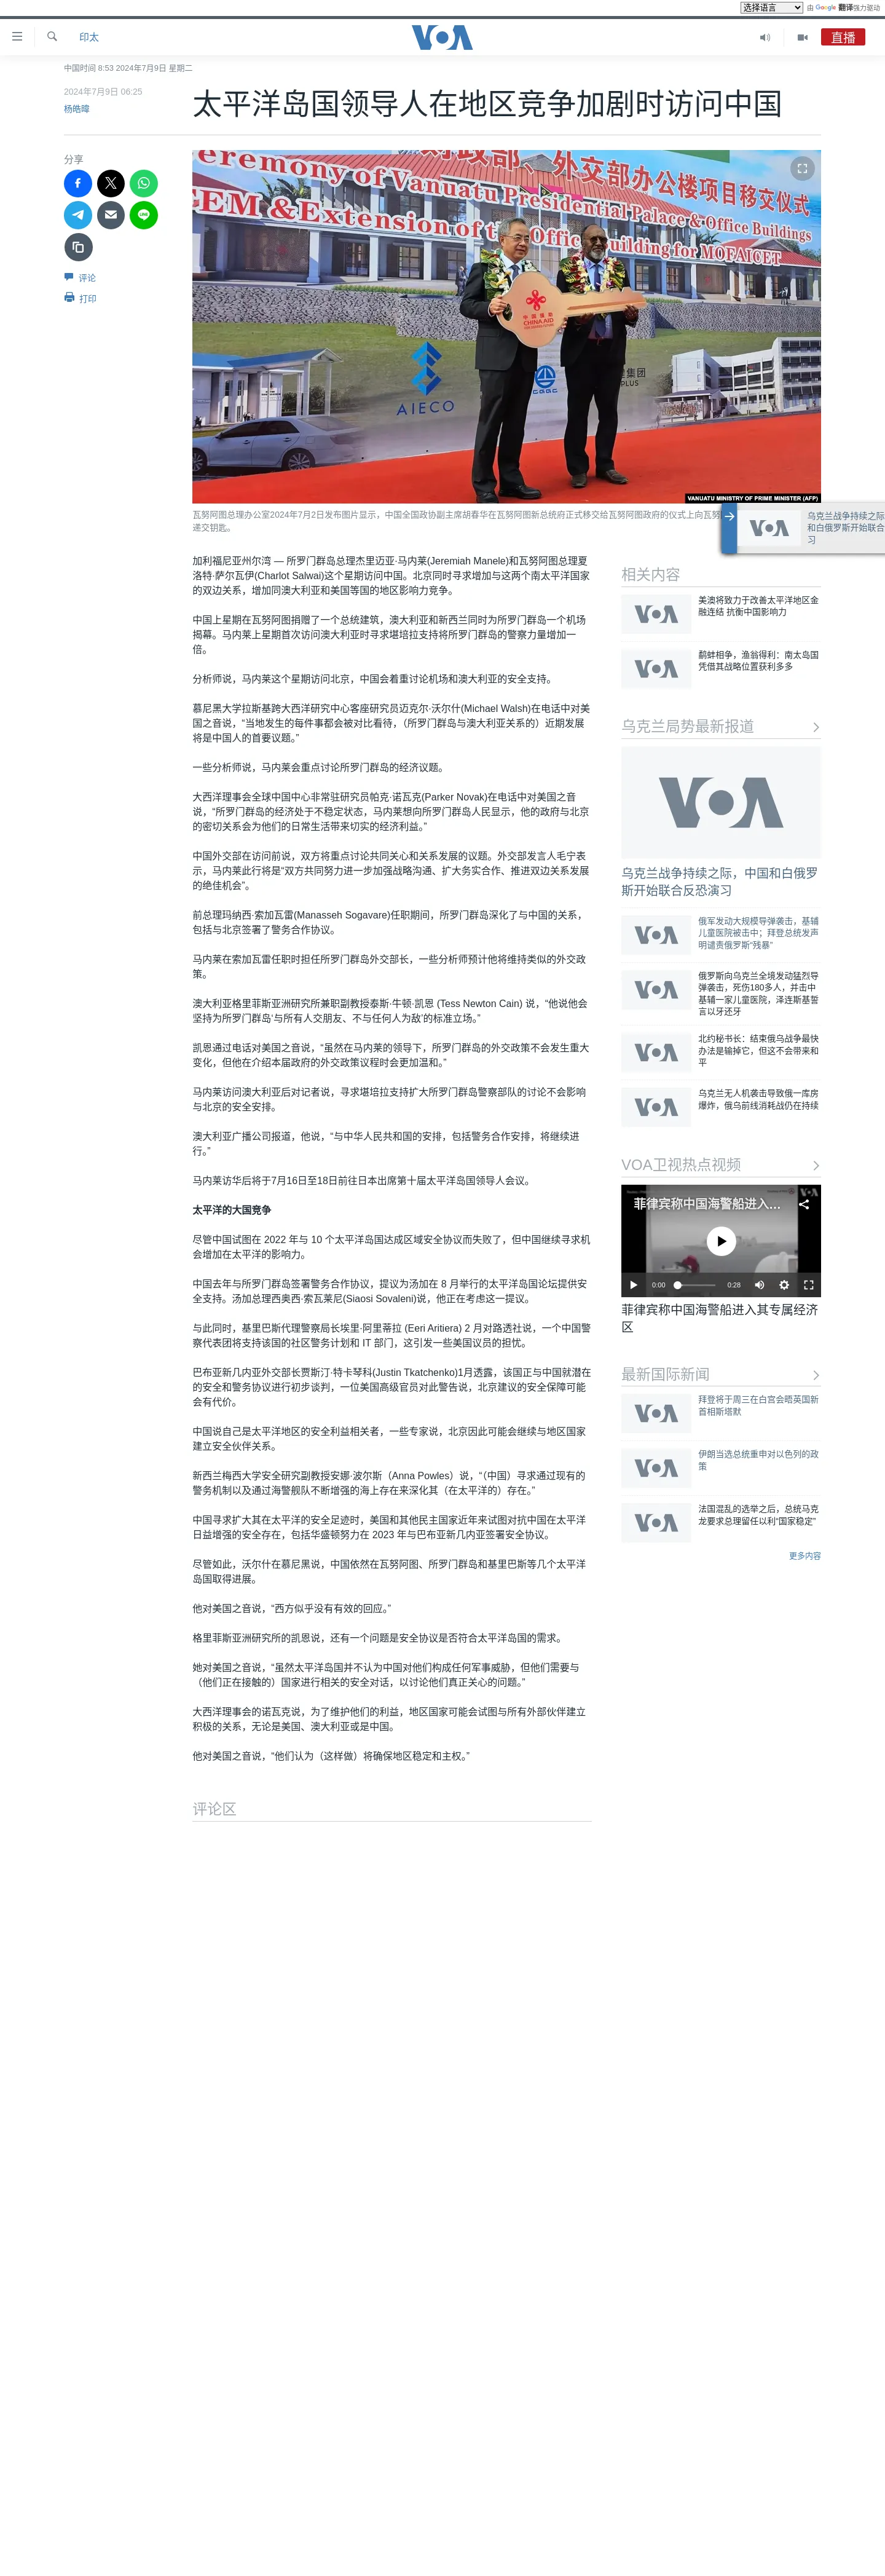 选择语言 由 Google 翻译强力驱动
印太
VOA
直播
中国时间 8:53 2024年7月9日 星期二
2024年7月9日 06:25
杨皓暐
太平洋岛国领导人在地区竞争加剧时访问中国
分享
评论
打印
府财政部、外交部办公楼项目移交仪式
eremony of Vanuatu Presidential Palace & Office
EM & Extension of the Office Building for MOFAICET
中国援助
CHINA AID
AIECO
CGGC
建集团
PLUS
VANUATU MINISTRY OF PRIME MINISTER (AFP)
瓦努阿图总理办公室2024年7月2日发布图片显示，中国全国政协副主席胡春华在瓦努阿图新总统府正式移交给瓦努阿图政府的仪式上向瓦努
递交钥匙。
乌克兰战争持续之际
和白俄罗斯开始联合
习
加利福尼亚州尔湾 — 所罗门群岛总理杰里迈亚·马内莱(Jeremiah Manele)和瓦努阿图总理夏
洛特·萨尔瓦伊(Charlot Salwai)这个星期访问中国。北京同时寻求增加与这两个南太平洋国家
的双边关系，增加同澳大利亚和美国等国的地区影响力竞争。
中国上星期在瓦努阿图捐赠了一个总统建筑，澳大利亚和新西兰同时为所罗门群岛一个机场
揭幕。马内莱上星期首次访问澳大利亚时寻求堪培拉支持将所罗门群岛的警察力量增加一
倍。
分析师说，马内莱这个星期访问北京，中国会着重讨论机场和澳大利亚的安全支持。
慕尼黑大学拉斯基跨大西洋研究中心客座研究员迈克尔·沃尔什(Michael Walsh)在电话中对美
国之音说，“当地发生的每件事都会被对比看待，（所罗门群岛与澳大利亚关系的）近期发展
将是中国人的首要议题。”
一些分析师说，马内莱会重点讨论所罗门群岛的经济议题。
大西洋理事会全球中国中心非常驻研究员帕克·诺瓦克(Parker Novak)在电话中对美国之音
说，“所罗门群岛的经济处于不稳定状态，马内莱想向所罗门群岛人民显示，他的政府与北京
的密切关系会为他们的日常生活带来切实的经济利益。”
中国外交部在访问前说，双方将重点讨论共同关心和关系发展的议题。外交部发言人毛宁表
示，马内莱此行将是“双方共同努力进一步加强战略沟通、扩大务实合作、推进双边关系发展
的绝佳机会”。
前总理玛纳西·索加瓦雷(Manasseh Sogavare)任职期间，所罗门群岛深化了与中国的关系，
包括与北京签署了警务合作协议。
马内莱在索加瓦雷任职时担任所罗门群岛外交部长，一些分析师预计他将维持类似的外交政
策。
澳大利亚格里菲斯亚洲研究所兼职副教授泰斯·牛顿·凯恩 (Tess Newton Cain) 说，“他说他会
坚持为所罗门群岛‘与所有人交朋友、不与任何人为敌’的标准立场。”
凯恩通过电话对美国之音说，“虽然在马内莱的领导下，所罗门群岛的外交政策不会发生重大
变化，但他在介绍本届政府的外交政策议程时会更加温和。”
马内莱访问澳大利亚后对记者说，寻求堪培拉支持扩大所罗门群岛警察部队的讨论不会影响
与北京的安全安排。
澳大利亚广播公司报道，他说，“与中华人民共和国的安排，包括警务合作安排，将继续进
行。”
马内莱访华后将于7月16日至18日前往日本出席第十届太平洋岛国领导人会议。
太平洋的大国竞争
尽管中国试图在 2022 年与 10 个太平洋岛国达成区域安全协议而失败了，但中国继续寻求机
会增加在太平洋的影响力。
中国去年与所罗门群岛签署警务合作协议，提议为汤加在 8 月举行的太平洋岛国论坛提供安
全支持。汤加总理西奥西·索瓦莱尼(Siaosi Sovaleni)说，他正在考虑这一提议。
与此同时，基里巴斯代理警察局长埃里·阿里蒂拉 (Eeri Aritiera) 2 月对路透社说，一个中国警
察代表团将支持该国的社区警务计划和 IT 部门，这引发一些美国议员的担忧。
巴布亚新几内亚外交部长贾斯汀·特卡琴科(Justin Tkatchenko)1月透露，该国正与中国就潜在
的安全和警务协议进行初步谈判，一位美国高级官员对此警告说，北京建议的安全保障可能
会有代价。
中国说自己是太平洋地区的安全利益相关者，一些专家说，北京因此可能会继续与地区国家
建立安全伙伴关系。
新西兰梅西大学安全研究副教授安娜·波尔斯（Anna Powles）说，“（中国）寻求通过现有的
警务机制以及通过海警舰队不断增强的海上存在来深化其（在太平洋的）存在。”
中国寻求扩大其在太平洋的安全足迹时，美国和其他民主国家近年来试图对抗中国在太平洋
日益增强的安全存在，包括华盛顿努力在 2023 年与巴布亚新几内亚签署安全协议。
尽管如此，沃尔什在慕尼黑说，中国依然在瓦努阿图、所罗门群岛和基里巴斯等几个太平洋
岛国取得进展。
他对美国之音说，“西方似乎没有有效的回应。”
格里菲斯亚洲研究所的凯恩说，还有一个问题是安全协议是否符合太平洋岛国的需求。
她对美国之音说，“虽然太平洋岛国并不认为中国对他们构成任何军事威胁，但他们需要与
（他们正在接触的）国家进行相关的安全对话，以讨论他们真正关心的问题。”
大西洋理事会的诺瓦克说，为了维护他们的利益，地区国家可能会试图与所有外部伙伴建立
积极的关系，无论是美国、澳大利亚或是中国。
他对美国之音说，“他们认为（这样做）将确保地区稳定和主权。”
评论区
相关内容
VOA
美澳将致力于改善太平洋地区金
融连结 抗衡中国影响力
VOA
鹬蚌相争，渔翁得利：南太岛国
凭借其战略位置获利多多
乌克兰局势最新报道
VOA
乌克兰战争持续之际，中国和白俄罗
斯开始联合反恐演习
VOA
俄军发动大规模导弹袭击，基辅
儿童医院被击中；拜登总统发声
明谴责俄罗斯“残暴”
VOA
俄罗斯向乌克兰全境发动猛烈导
弹袭击，死伤180多人，并击中
基辅一家儿童医院，泽连斯基誓
言以牙还牙
VOA
北约秘书长：结束俄乌战争最快
办法是输掉它，但这不会带来和
平
VOA
乌克兰无人机袭击导致俄一库房
爆炸，俄乌前线消耗战仍在持续
VOA卫视热点视频
菲律宾称中国海警船进入...
VOA
0:00
0:28
菲律宾称中国海警船进入其专属经济
区
最新国际新闻
VOA
拜登将于周三在白宫会晤英国新
首相斯塔默
VOA
伊朗当选总统重申对以色列的政
策
VOA
法国混乱的选举之后，总统马克
龙要求总理留任以利“国家稳定”
更多内容